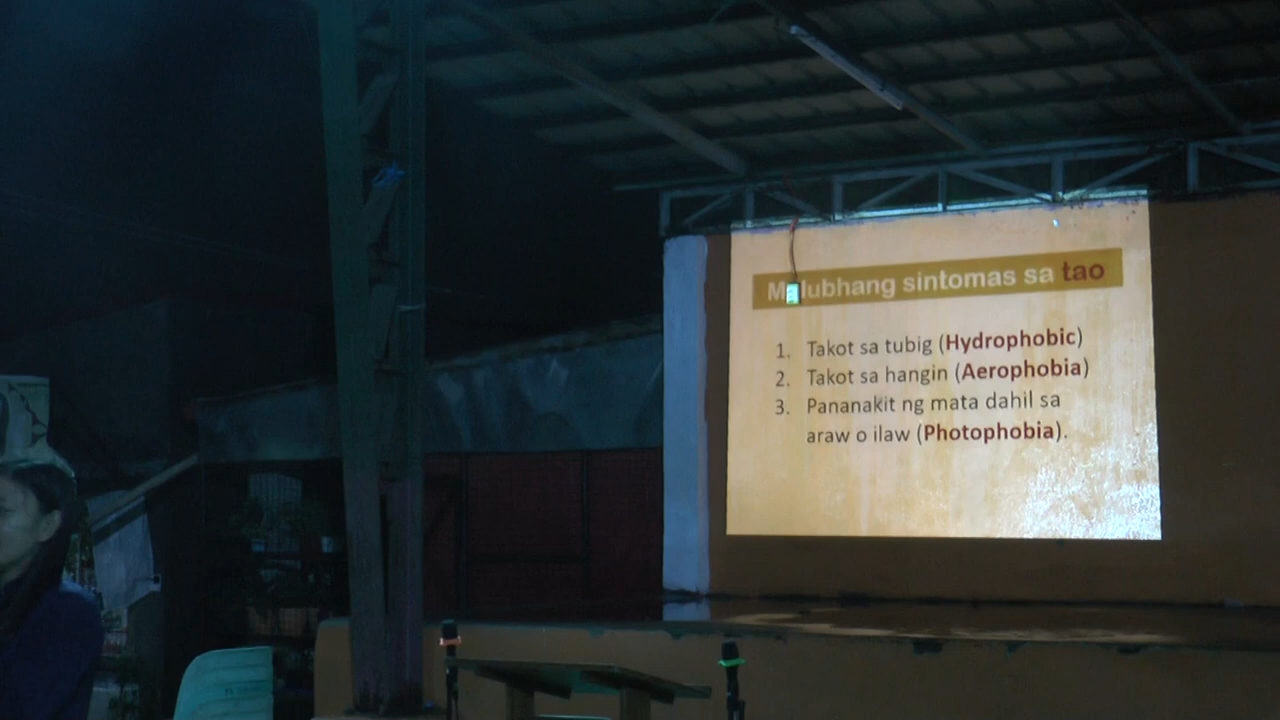 Malubhang sintomas sa tao
1. Takot sa tubig (Hydrophobic)
2. Takot sa hangin (Aerophobia)
3. Pananakit ng mata dahil sa
araw o ilaw (Photophobia).